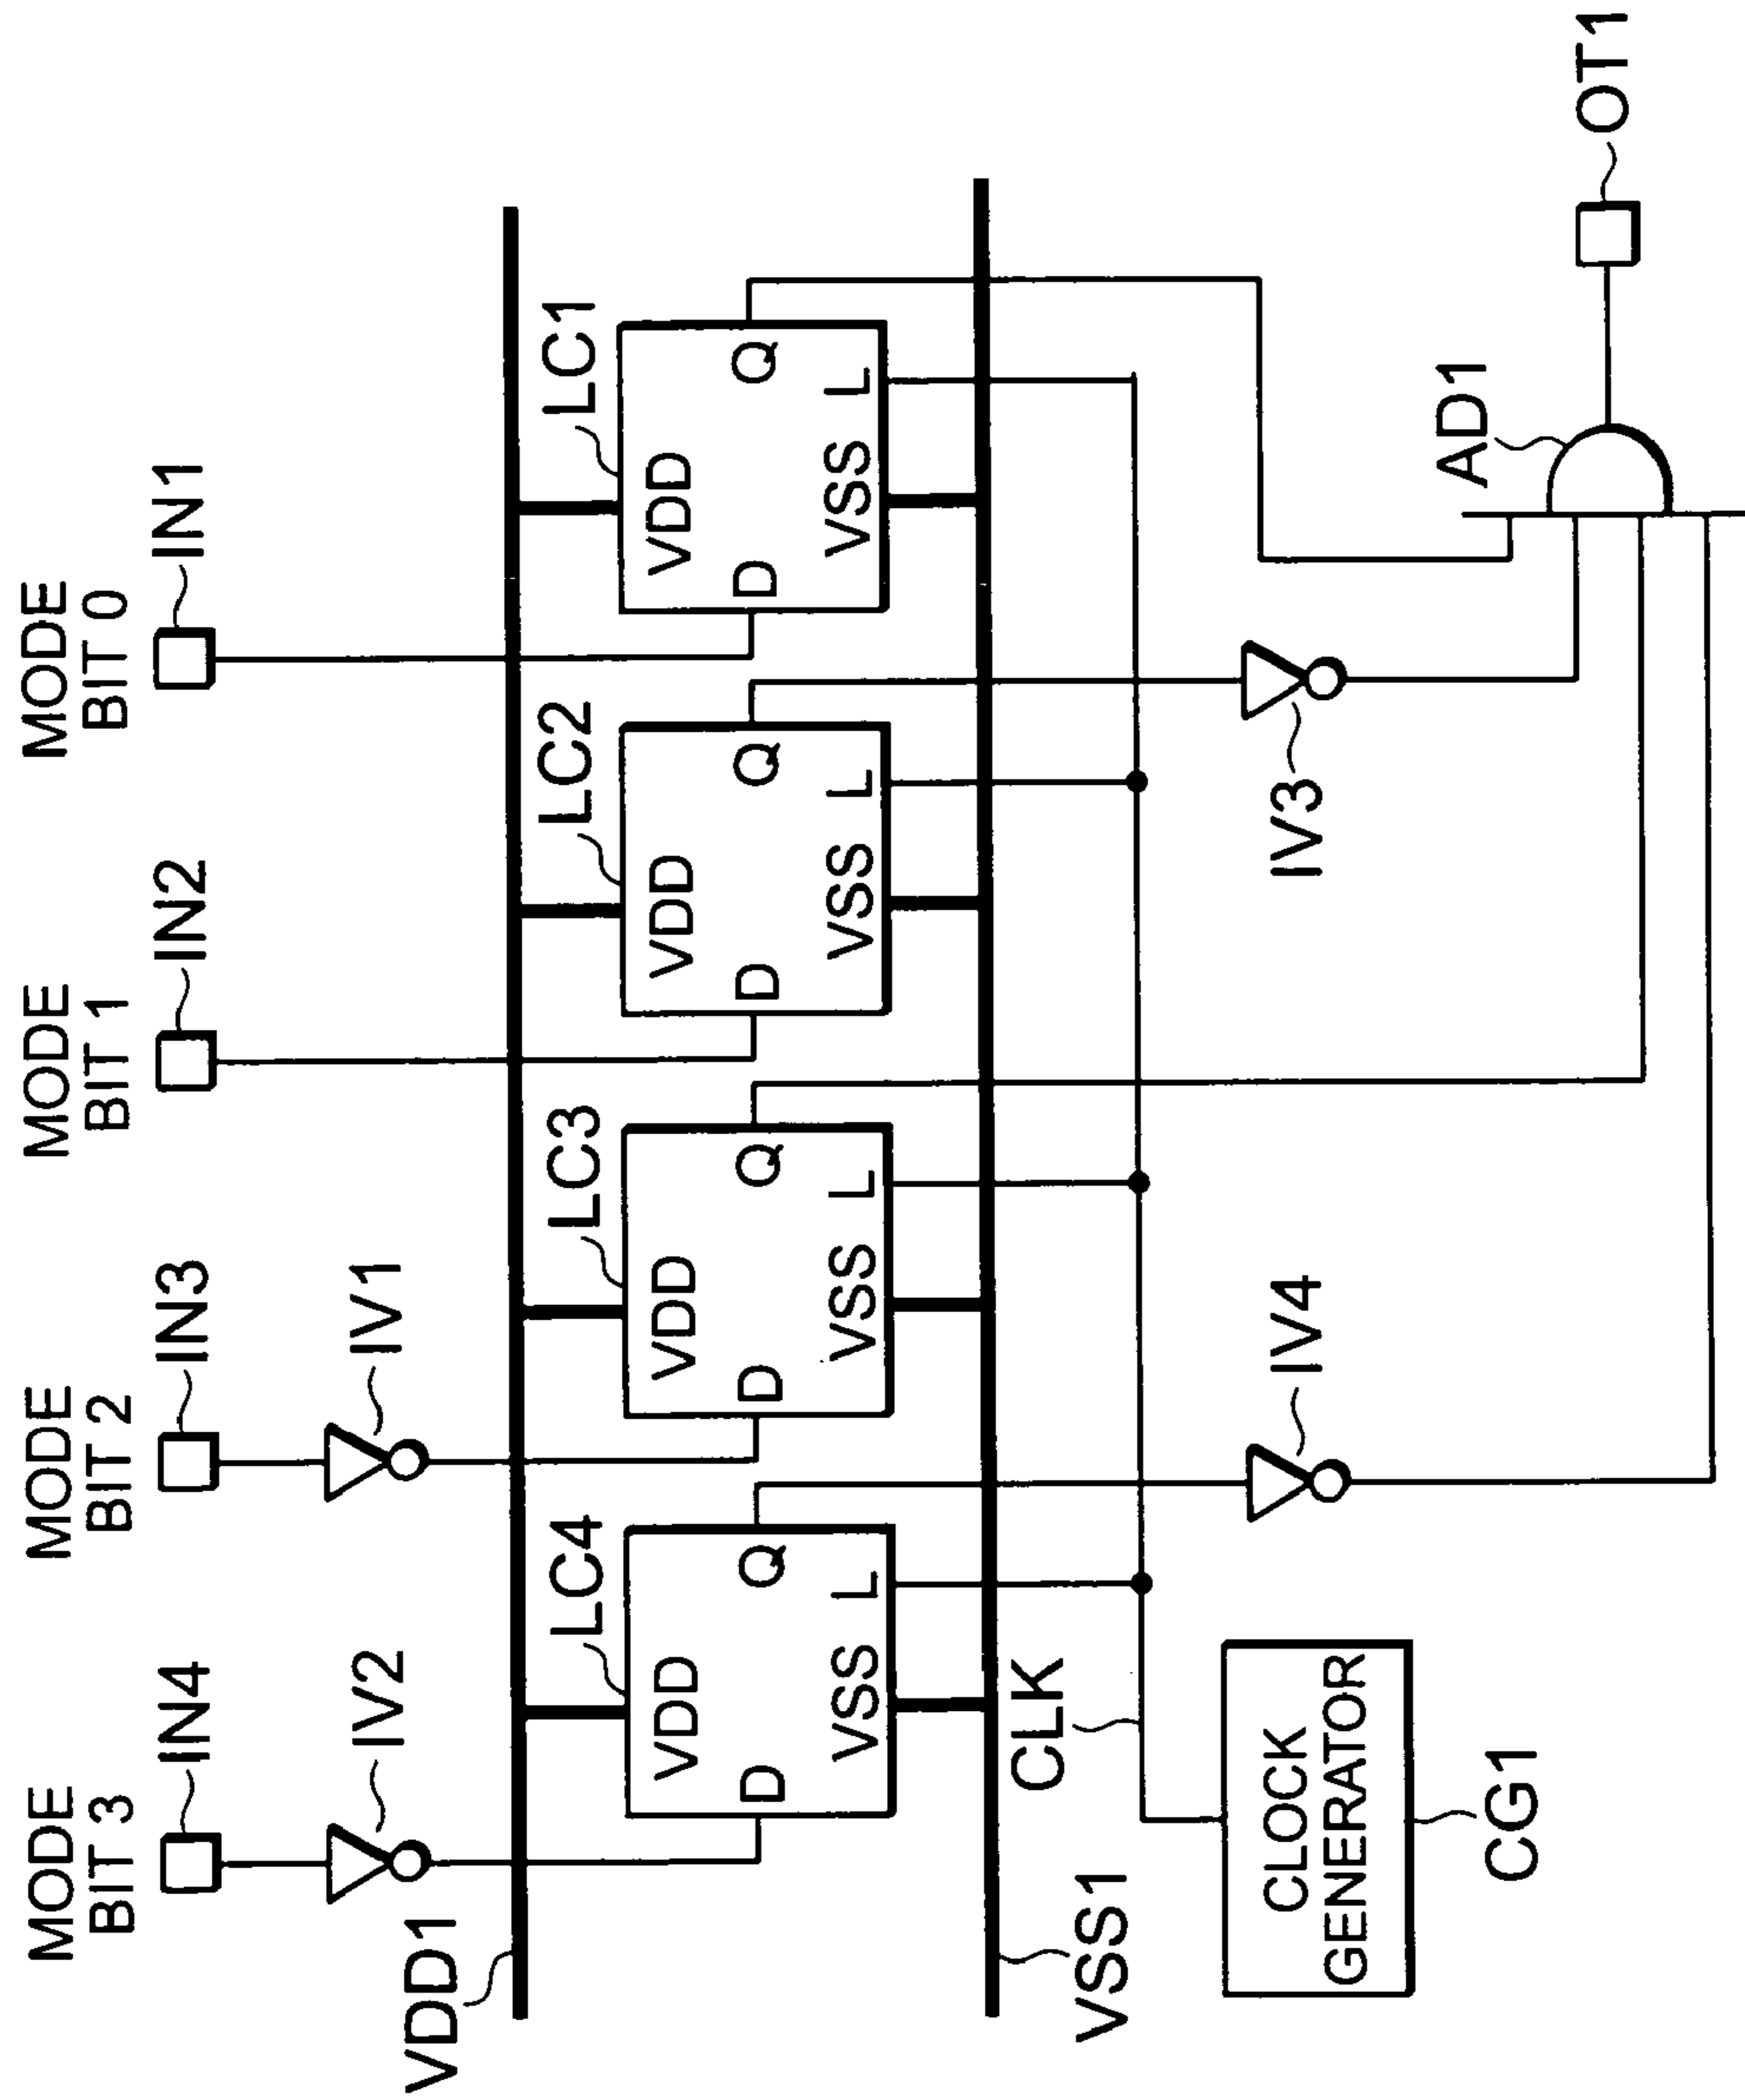 MODE
BIT 3
MODE
BIT 2
MODE
BIT 1
MODE
BIT 0
IN4
IN3
IN2
IN1
IV2
IV1
VDD1
LC4
LC3
LC2
LC1
VDD
D
Q
VSS
L
VDD
D
Q
VSS
L
VDD
D
Q
VSS
L
VDD
D
Q
VSS
L
VSS1
CLK
CLOCK
GENERATOR
CG1
IV4
IV3
AD1
OT1